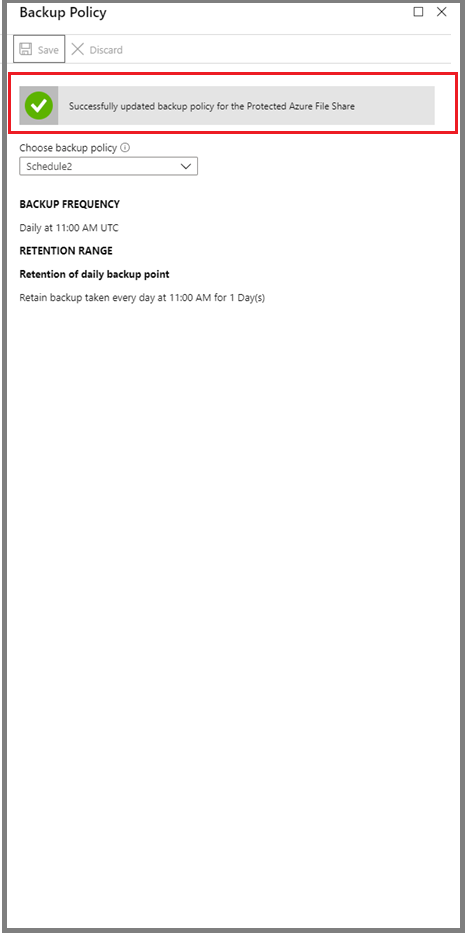 Backup Policy
Save Discard
Successfully updated backup policy for the Protected Azure File Share
Choose backup policy
Schedule2
BACKUP FREQUENCY
Daily at 11:00 AM UTC
RETENTION RANGE
Retention of daily backup point
Retain backup taken every day at 11:00 AM for 1 Day(s)